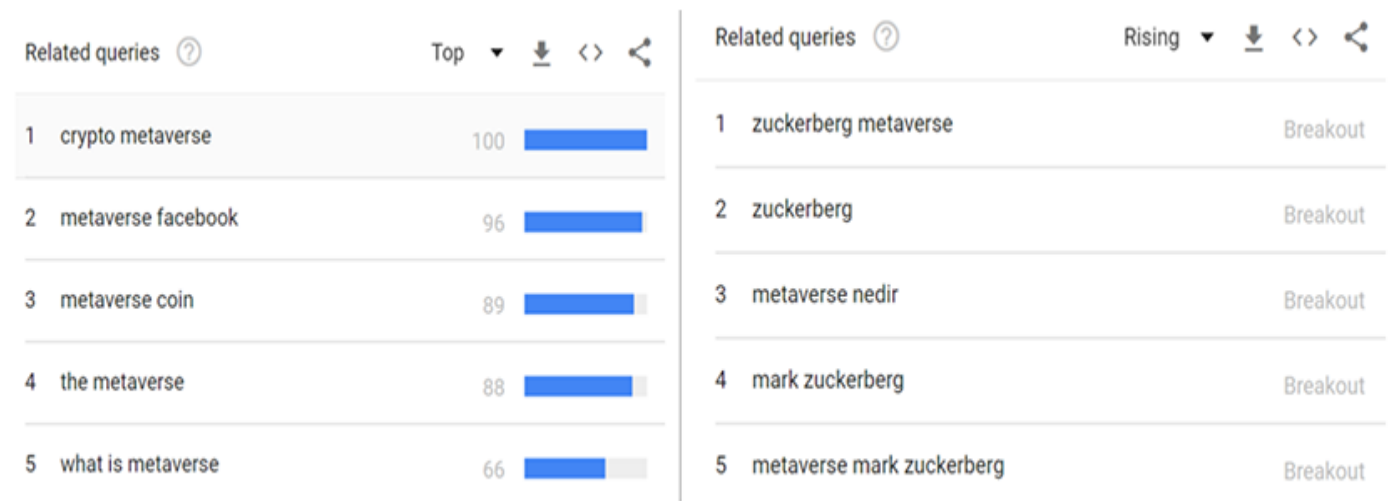 Related queries ? Top
1 crypto metaverse 100
2 metaverse facebook 96
3 metaverse coin 89
4 the metaverse 88
5 what is metaverse 66
Related queries ? Rising
1 zuckerberg metaverse Breakout
2 zuckerberg Breakout
3 metaverse nedir Breakout
4 mark zuckerberg Breakout
5 metaverse mark zuckerberg Breakout